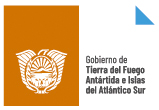 Gobierno de
Tierra del Fuego
Antártida e Islas
del Atlántico Sur